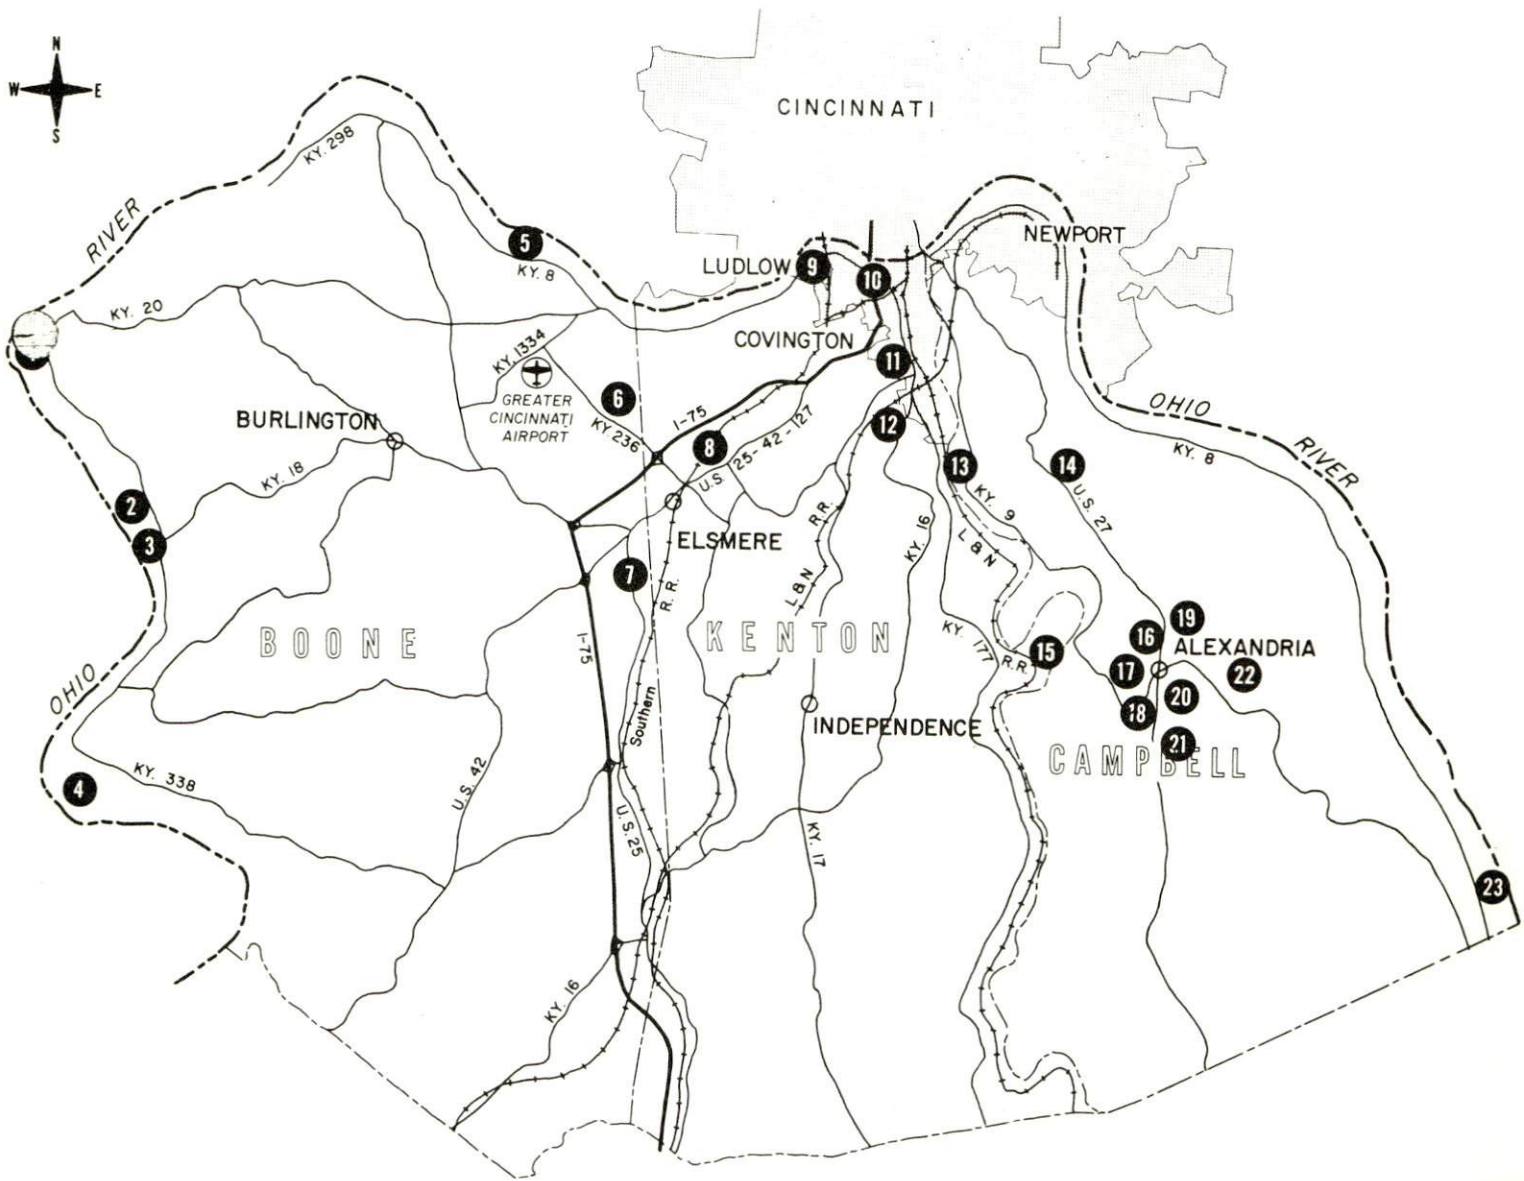 N
W E
S
CINCINNATI
KY. 298
RIVER
5
KY. 8
LUDLOW
9
10
NEWPORT
KY. 20
COVINGTON
KY. 1334
GREATER
CINCINNATI
AIRPORT
6
KY 236
I-75
11
OHIO
RIVER
BURLINGTON
8
U.S. 25-42-127
12
13
14
KY. 8
KY. 18
2
3
ELSMERE
R.R.
L & N
KY. 16
KY. 9
L & N
U.S. 27
7
R.R.
I-75
BOONE
KENTON
KY. 177
R.R.
15
16
19
ALEXANDRIA
17
22
20
18
21
CAMPBELL
OHIO
Southern
INDEPENDENCE
4
KY. 338
U.S. 42
U.S. 25
KY. 17
23
KY. 16